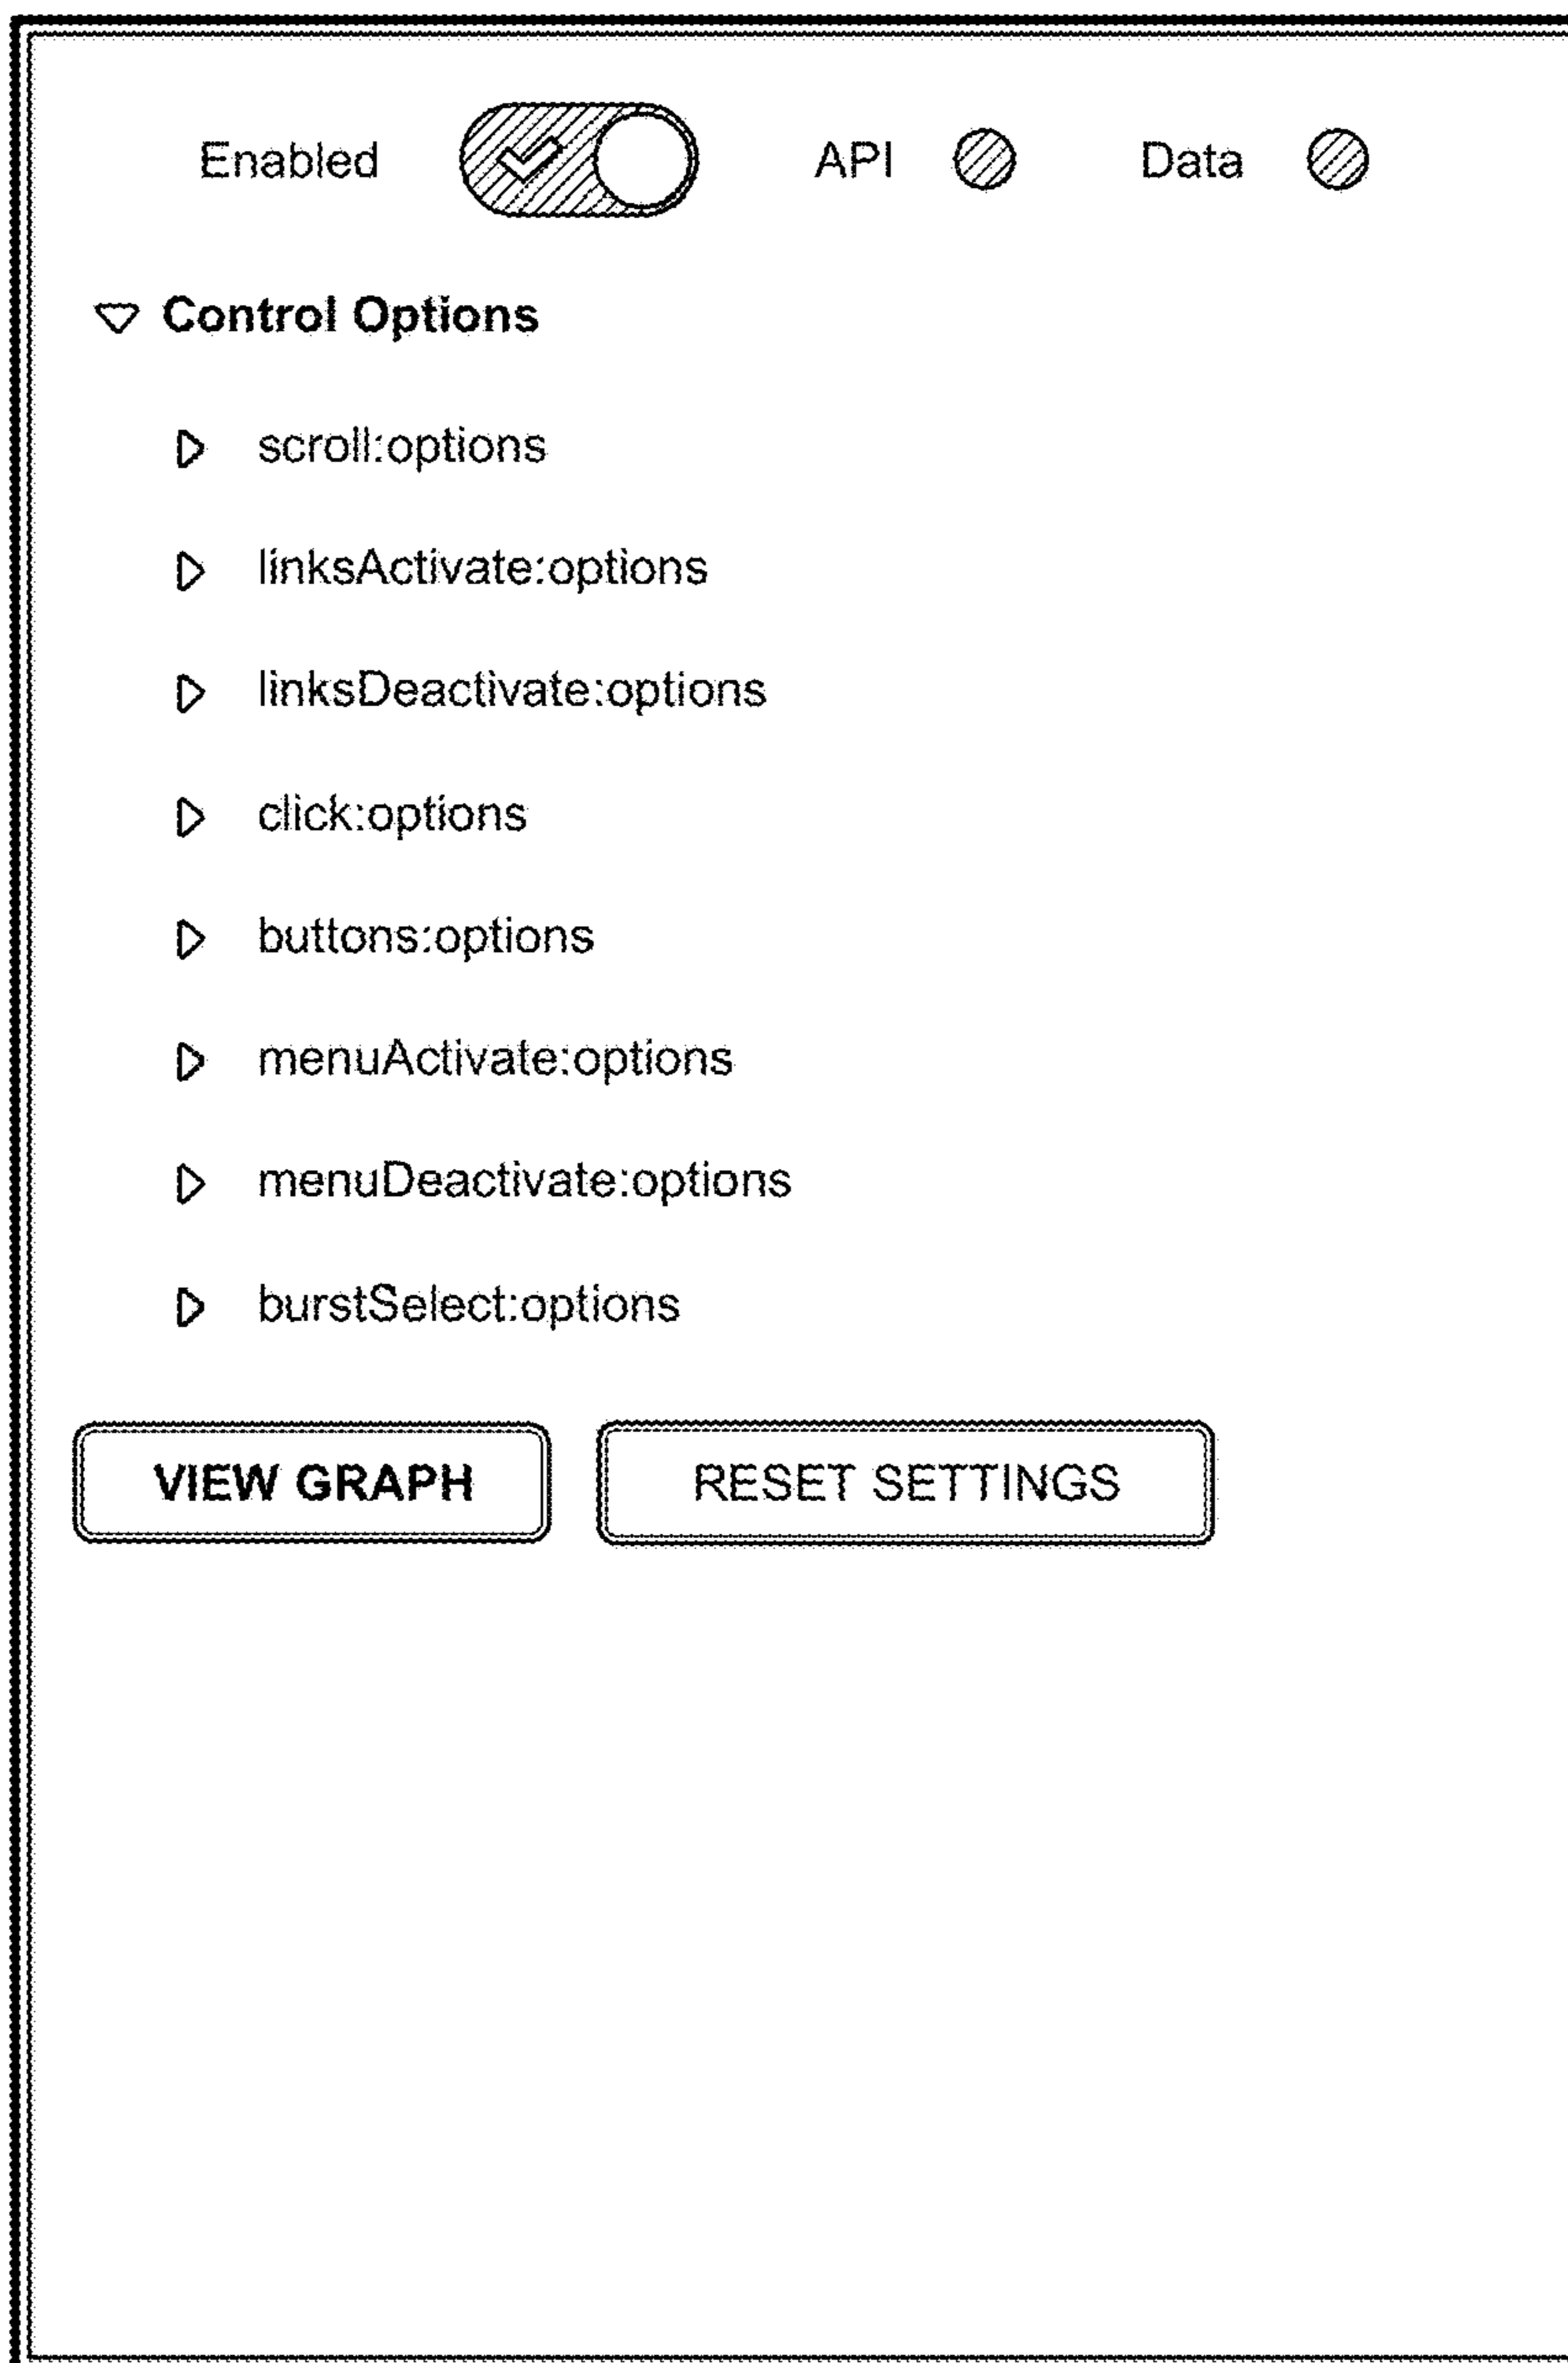 Enabled API Data
Control Options
scroll:options
linksActivate:options
linksDeactivate:options
click:options
buttons:options
menuActivate:options
menuDeactivate:options
burstSelect:options
VIEW GRAPH RESET SETTINGS